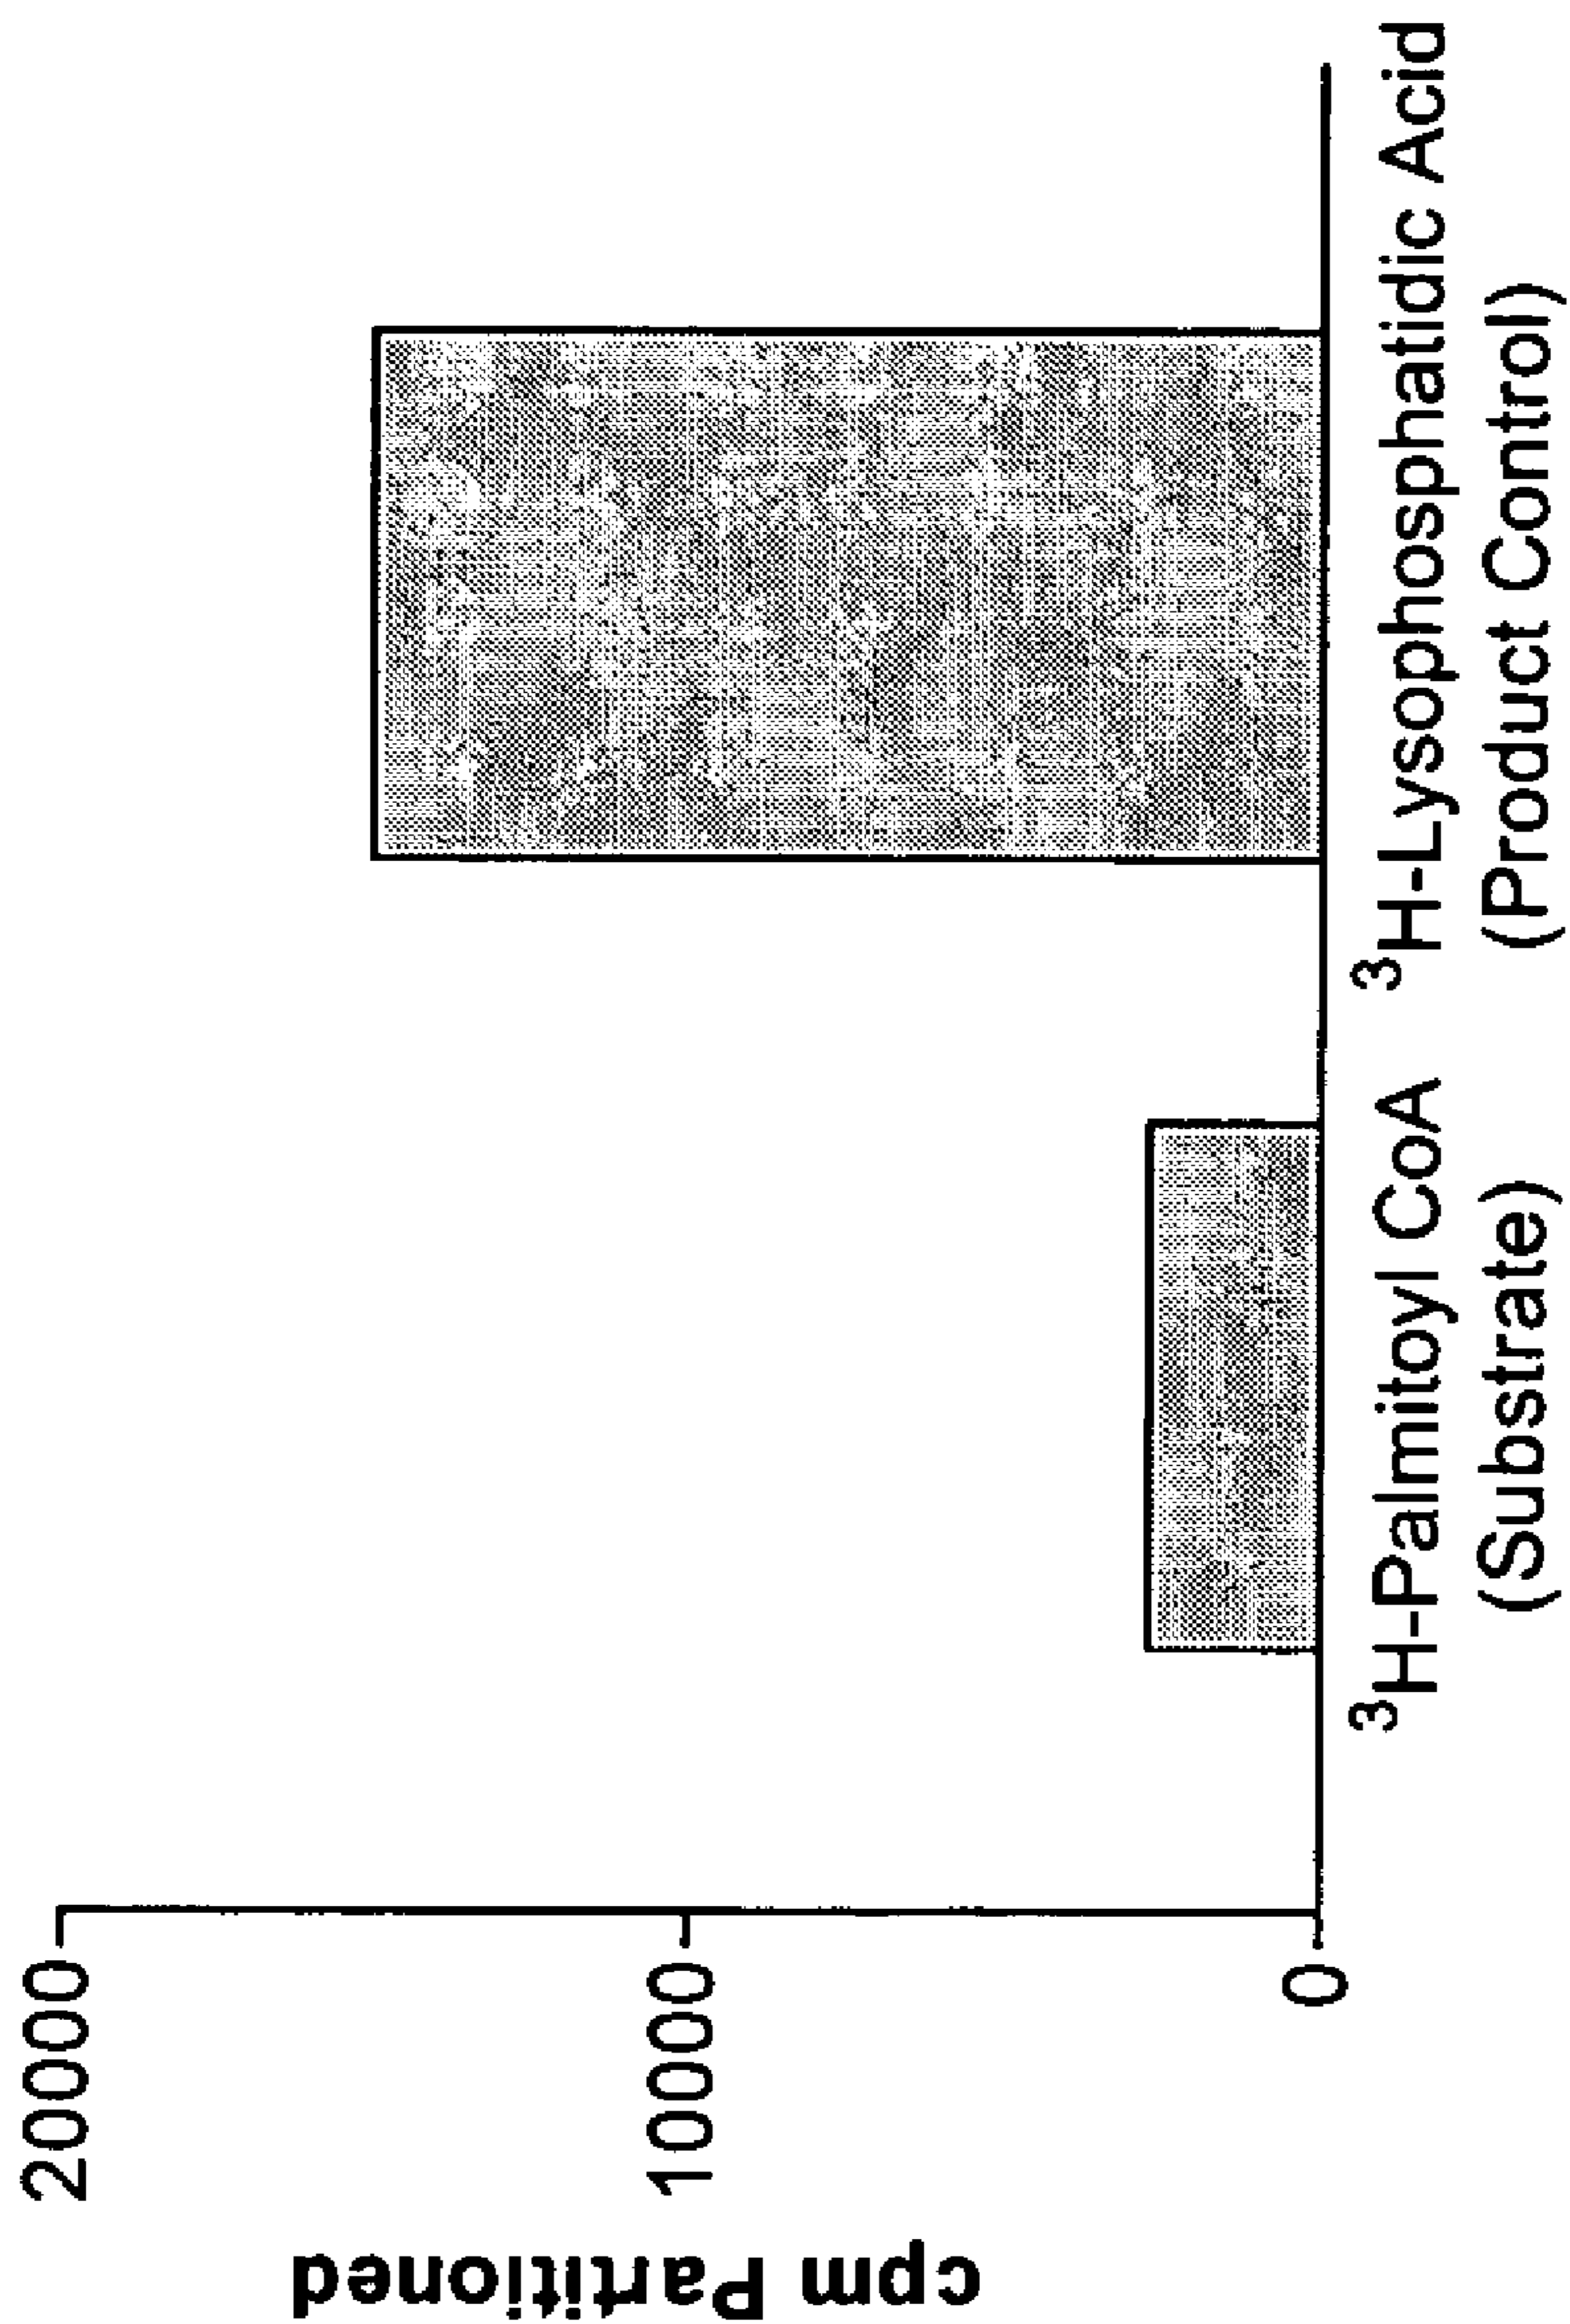 cpm Partitioned
20000
10000
0
³H-Palmitoyl CoA
(Substrate)
³H-Lysophosphatidic Acid
(Product Control)